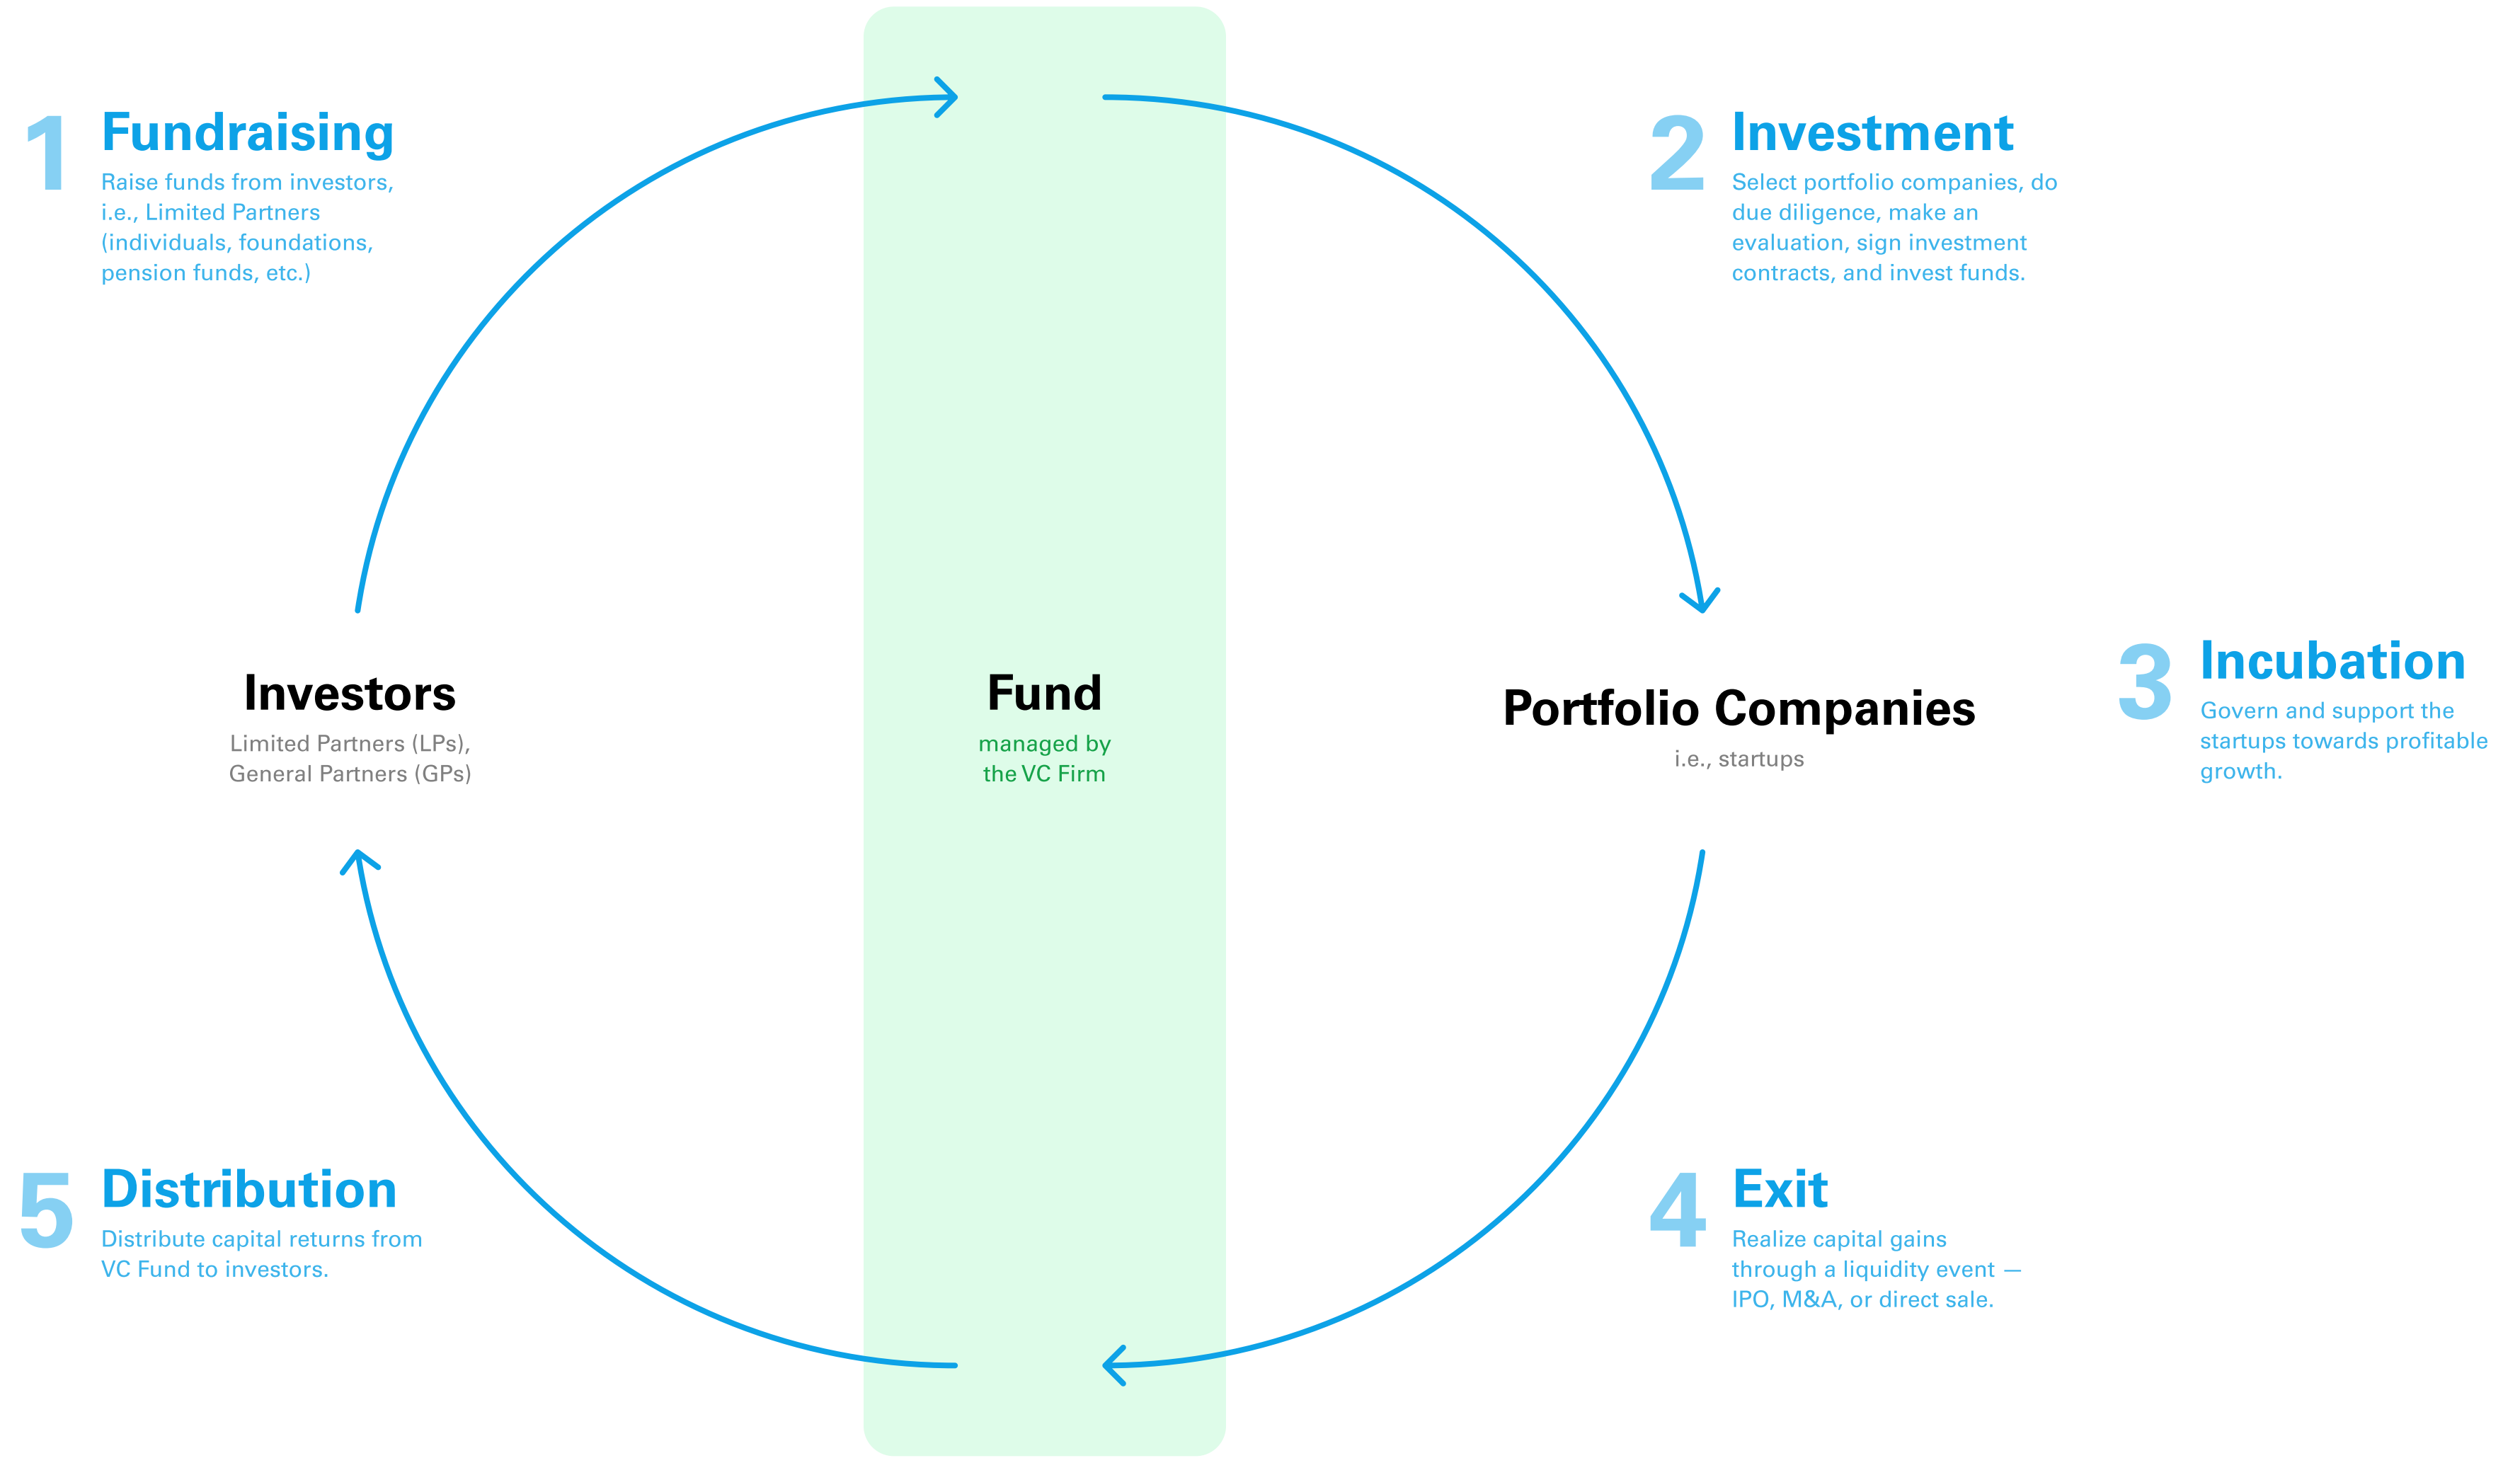 1
Fundraising
Raise funds from investors,
i.e., Limited Partners
(individuals, foundations,
pension funds, etc.)
2
Investment
Select portfolio companies, do
due diligence, make an
evaluation, sign investment
contracts, and invest funds.
Investors
Limited Partners (LPs),
General Partners (GPs)
Fund
managed by
the VC Firm
Portfolio Companies
i.e., startups
3
Incubation
Govern and support the
startups towards profitable
growth.
5
Distribution
Distribute capital returns from
VC Fund to investors.
4
Exit
Realize capital gains
through a liquidity event —
IPO, M&A, or direct sale.